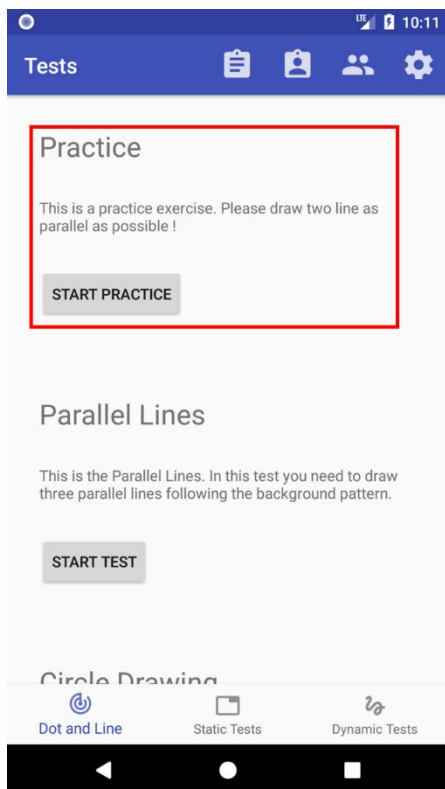 LTE 10:11
Tests
Practice
This is a practice exercise. Please draw two line as
parallel as possible !
START PRACTICE
Parallel Lines
This is the Parallel Lines. In this test you need to draw
three parallel lines following the background pattern.
START TEST
Circle Drawing
Dot and Line Static Tests Dynamic Tests